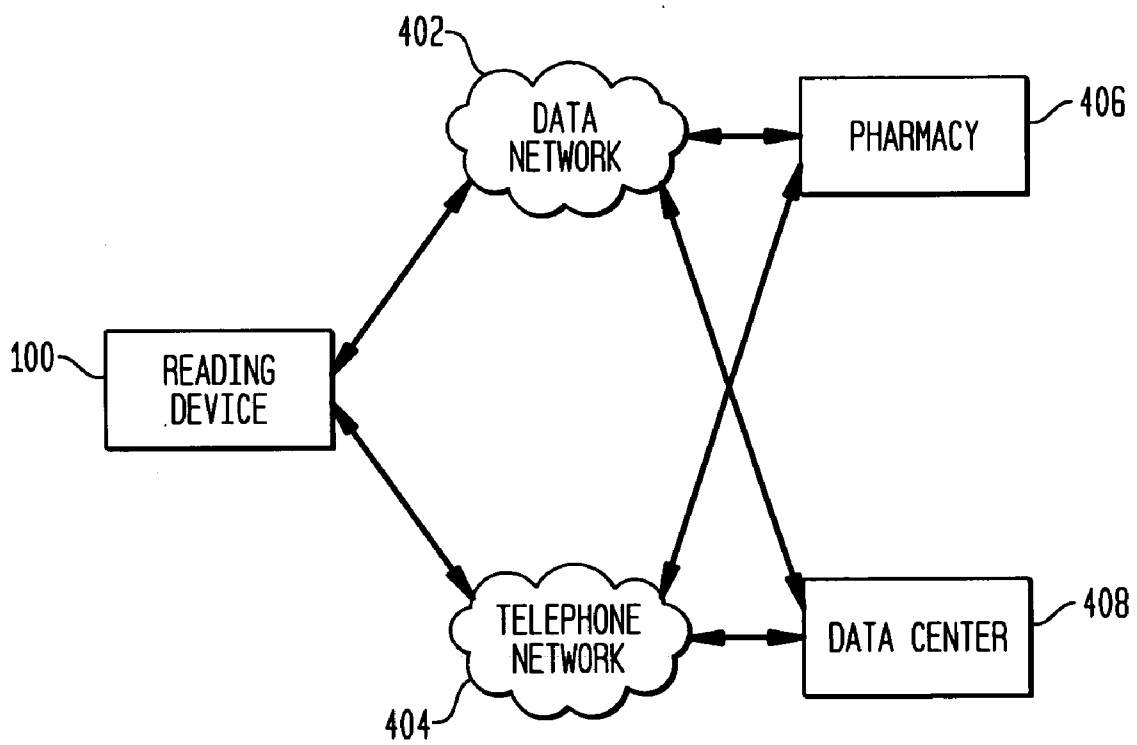 402
DATA
NETWORK
PHARMACY
406
100
READING
DEVICE
TELEPHONE
NETWORK
404
DATA CENTER
408